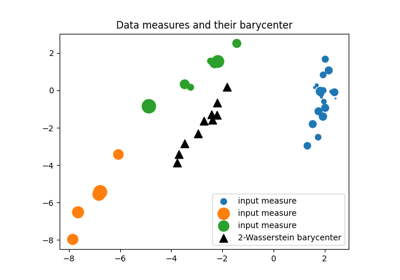 Data measures and their barycenter
2
0
−2
−4
−6
−8
−8
−6
−4
−2
0
2
input measure
input measure
input measure
2-Wasserstein barycenter